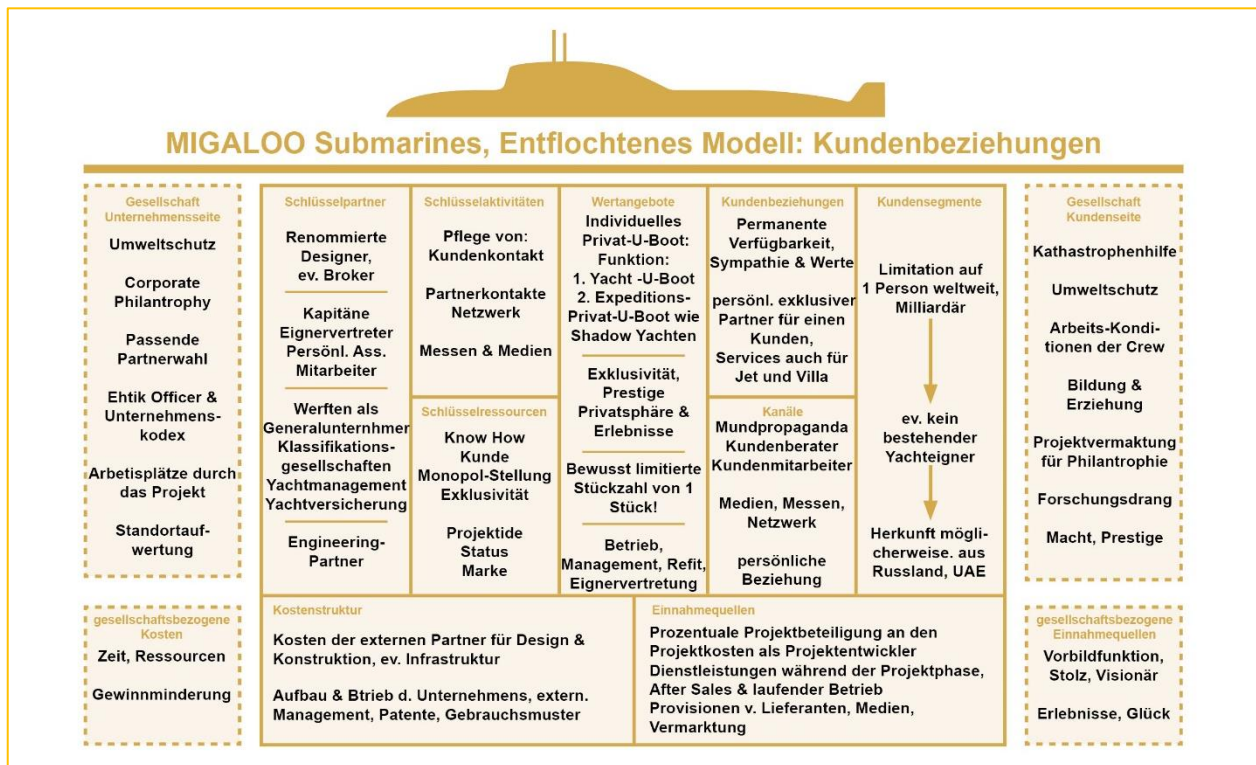 MIGALOO Submarines, Entflochtenes Modell: Kundenbeziehungen
Gesellschaft
Unternehmensseite
Umweltschutz
Corporate
Philantrophy
Passende
Partnerwahl
Ehtik Officer &
Unternehmens-
kodex
Arbetisplätze durch
das Projekt
Standortauf-
wertung
Schlüsselpartner
Renommierte
Designer,
ev. Broker
Kapitäne
Eignervertreter
Persönl. Ass.
Mitarbeiter
Werften als
Generalunternhmer
Klassifikations-
gesellschaften
Yachtmanagement
Yachtversicherung
Engineering-
Partner
Schlüsselaktivitäten
Pflege von:
Kundenkontakt
Partnerkontakte
Netzwerk
Messen & Medien
Schlüsselressourcen
Know How
Kunde
Monopol-Stellung
Exklusivität
Projektide
Status
Marke
Wertangebote
Individuelles
Privat-U-Boot:
Funktion:
1. Yacht -U-Boot
2. Expeditions-
Privat-U-Boot wie
Shadow Yachten
Exklusivität,
Prestige
Privatsphäre &
Erlebnisse
Bewusst limitierte
Stückzahl von 1
Stück!
Betrieb,
Management, Refit,
Eignervertretung
Kundenbeziehungen
Permanente
Verfügbarkeit,
Sympathie & Werte
persönl. exklusiver
Partner für einen
Kunden,
Services auch für
Jet und Villa
Kanäle
Mundpropaganda
Kundenberater
Kundenmitarbeiter
Medien, Messen,
Netzwerk
persönliche
Beziehung
Kundensegmente
Limitation auf
1 Person weltweit,
Milliardär
ev. kein
bestehender
Yachteigner
Herkunft mögli-
cherweise. aus
Russland, UAE
Gesellschaft
Kundenseite
Kathastrophenhilfe
Umweltschutz
Arbeits-Kondi-
tionen der Crew
Bildung &
Erziehung
Projektvermaktung
für Philantrophie
Forschungsdrang
Macht, Prestige
gesellschaftsbezogene
Kosten
Zeit, Ressourcen
Gewinnminderung
Kostenstruktur
Kosten der externen Partner für Design &
Konstruktion, ev. Infrastruktur
Aufbau & Btrieb d. Unternehmens, extern.
Management, Patente, Gebrauchsmuster
Einnahmequellen
Prozentuale Projektbeteiligung an den
Projektkosten als Projektentwickler
Dienstleistungen während der Projektphase,
After Sales & laufender Betrieb
Provisionen v. Lieferanten, Medien,
Vermarktung
gesellschaftsbezogene
Einnahmequellen
Vorbildfunktion,
Stolz, Visionär
Erlebnisse, Glück